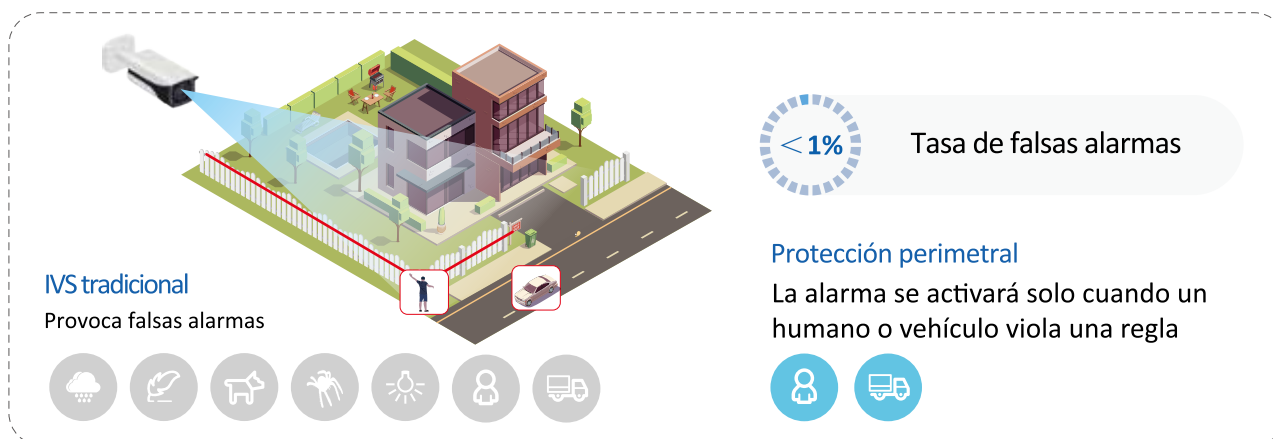 IVS tradicional
Provoca falsas alarmas
< 1%
Tasa de falsas alarmas
Protección perimetral
La alarma se activará solo cuando un
humano o vehículo viola una regla